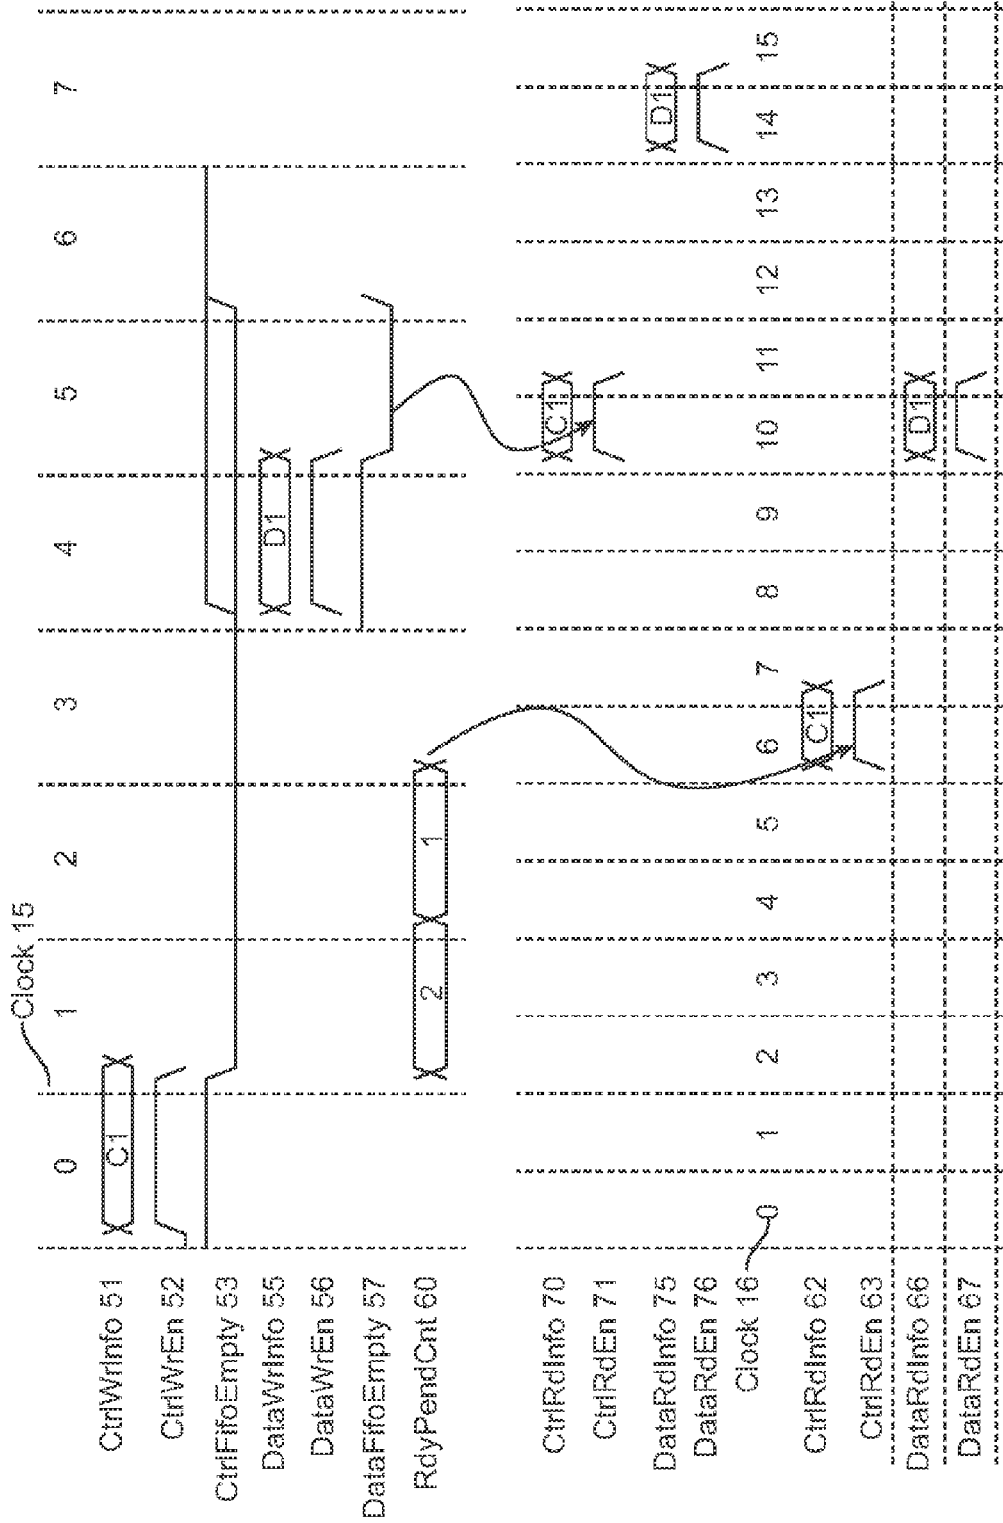 Clock 15
0 1 2 3 4 5 6 7
CtrlWrInfo 51 C1
CtrlWrEn 52
CtrlFifoEmpty 53
DataWrInfo 55 D1
DataWrEn 56
DataFifoEmpty 57
RdyPendCnt 60 2 1
CtrlRdInfo 70 C1
CtrlRdEn 71
DataRdInfo 75 D1
DataRdEn 76
Clock 16 0 1 2 3 4 5 6 7 8 9 10 11 12 13 14 15
CtrlRdInfo 62 C1
CtrlRdEn 63
DataRdInfo 66 D1
DataRdEn 67